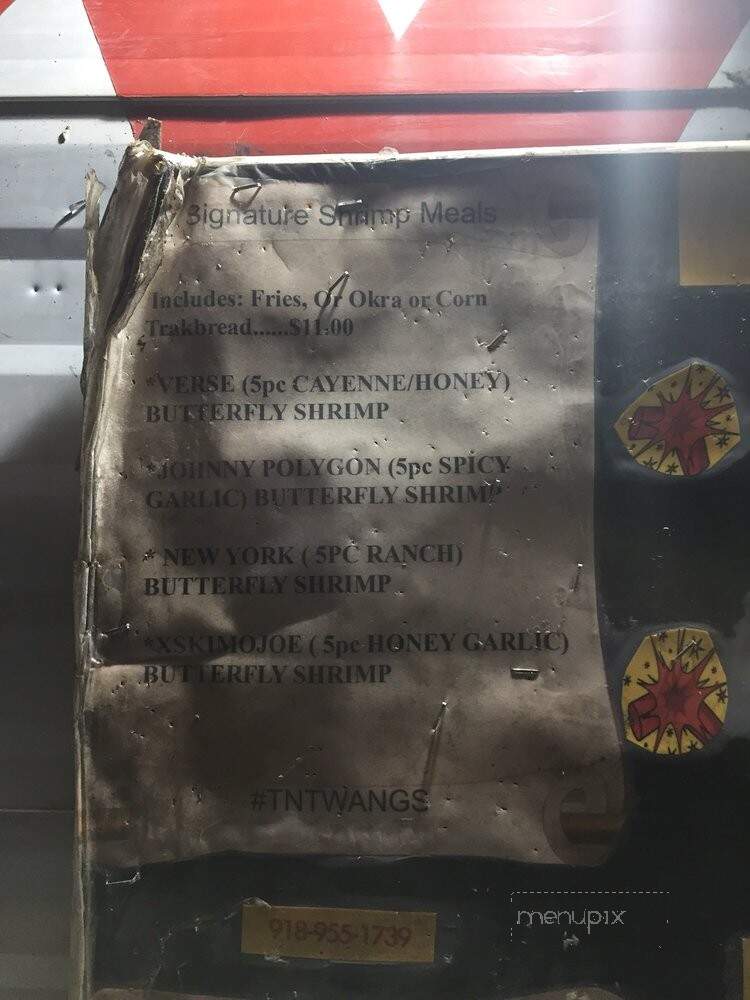 Signature Shrimp Meals
Includes: Fries, Or Okra or Corn
Trakbread......$11.00
*VERSE (5pc CAYENNE/HONEY)
BUTTERFLY SHRIMP
*JOHNNY POLYGON (5pc SPICY
GARLIC) BUTTERFLY SHRIMP
* NEW YORK ( 5PC RANCH)
BUTTERFLY SHRIMP
*XSKIMOJOE ( 5pc HONEY GARLIC)
BUTTERFLY SHRIMP
#TNTWANGS
918-955-1739
menupix